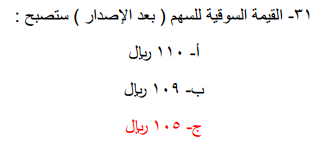 ٣١- القيمة السوقية للسهم ( بعد الإصدار ) ستصبح :
أ- ١١٠ ريال
ب- ١٠٩ ريال
ج- ١٠٥ ريال